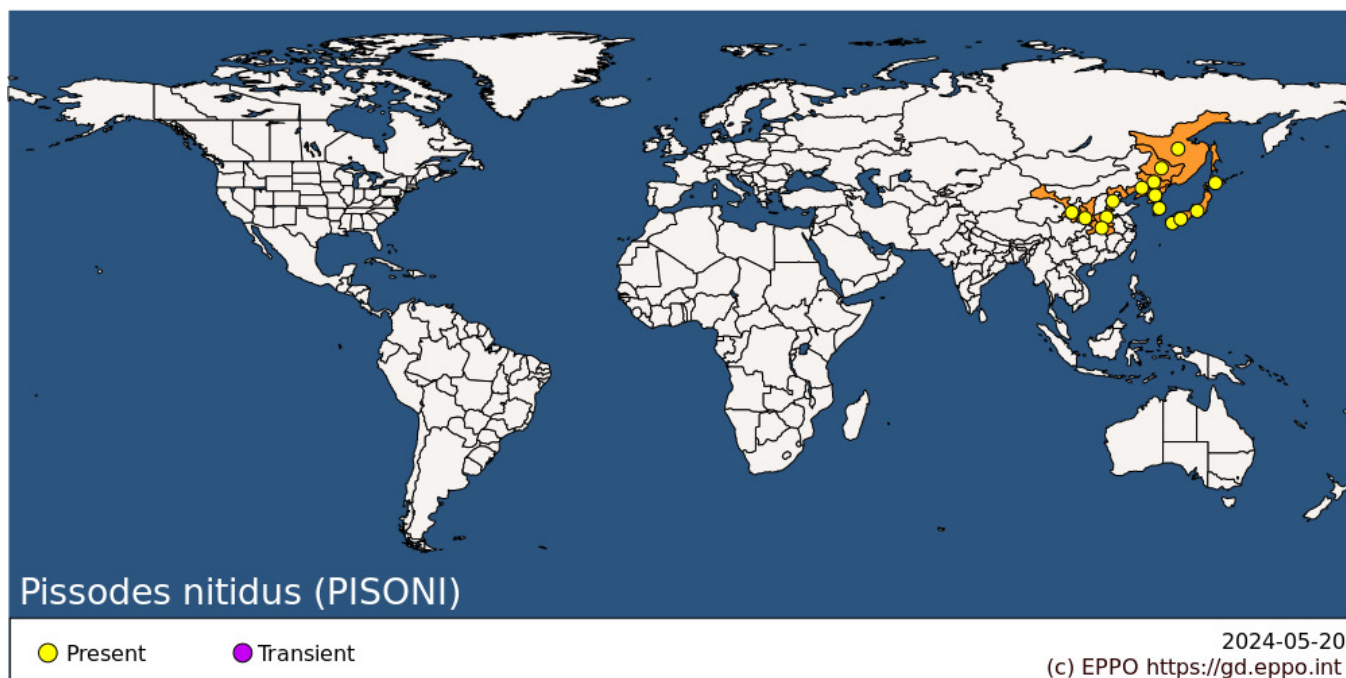 Pissodes nitidus (PISONI)
Present
Transient
2024-05-20
(c) EPPO https://gd.eppo.int